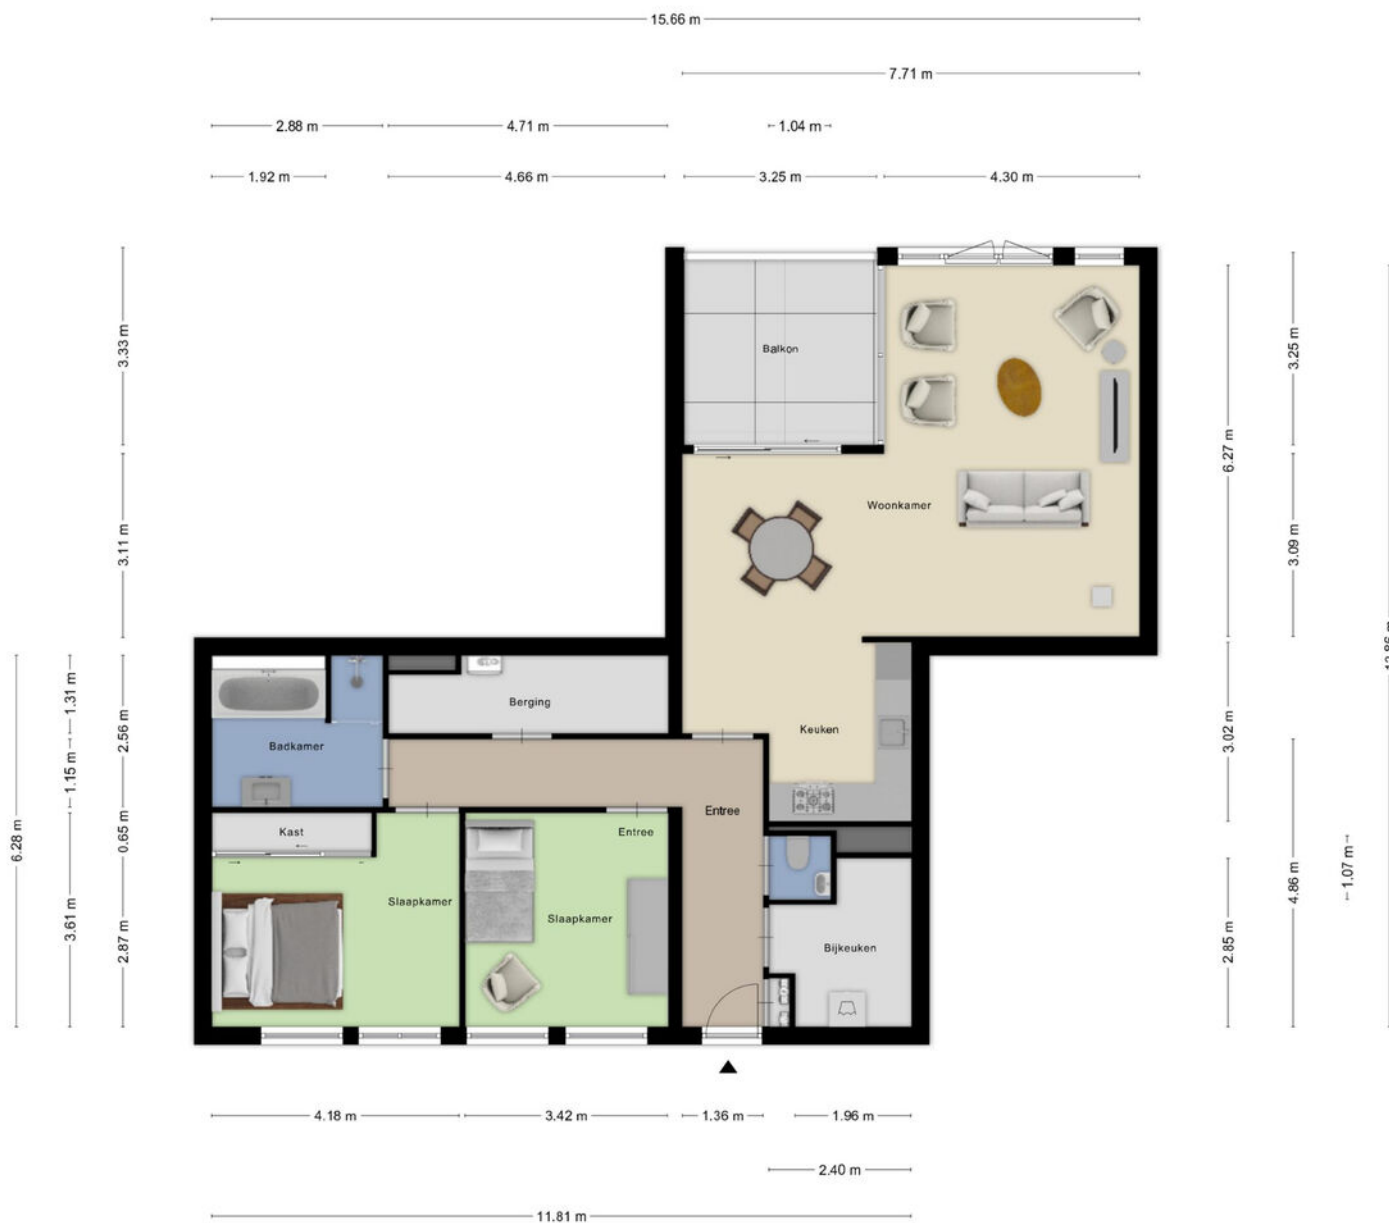 15.66 m
7.71 m
2.88 m
4.71 m
1.04 m
1.92 m
4.66 m
3.25 m
4.30 m
3.33 m
3.11 m
6.28 m
1.31 m
1.15 m
3.61 m
2.56 m
0.65 m
2.87 m
Balkon
Woonkamer
Berging
Badkamer
Keuken
Kast
Entree
Entree
Slaapkamer
Slaapkamer
Bijkeuken
6.27 m
3.02 m
2.85 m
3.25 m
3.09 m
4.86 m
1.07 m
4.18 m
3.42 m
1.36 m
1.96 m
2.40 m
11.81 m